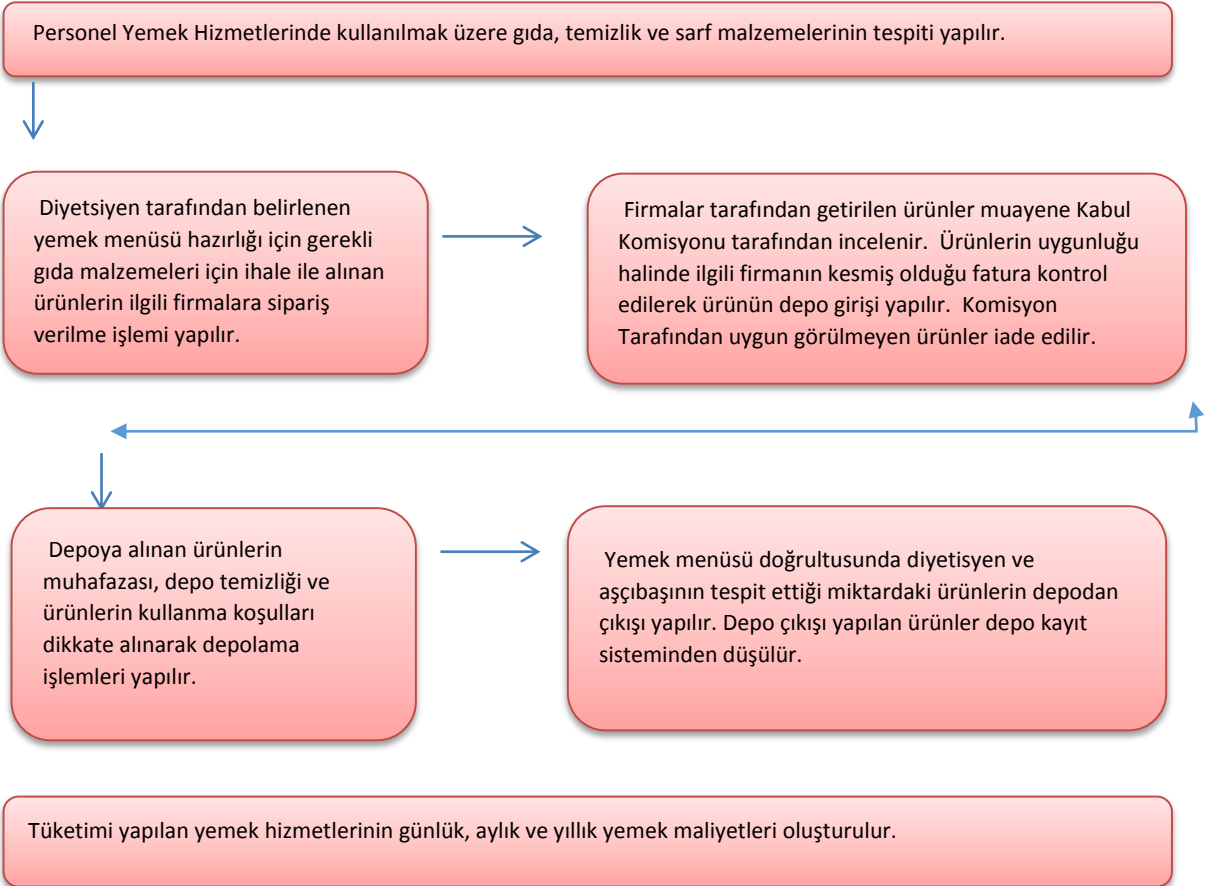 Personel Yemek Hizmetlerinde kullanılmak üzere gıda, temizlik ve sarf malzemelerinin tespiti yapılır.
Diyetsiyen tarafından belirlenen
yemek menüsü hazırlığı için gerekli
gıda malzemeleri için ihale ile alınan
ürünlerin ilgili firmalara sipariş
verilme işlemi yapılır.
Firmalar tarafından getirilen ürünler muayene Kabul
Komisyonu tarafından incelenir. Ürünlerin uygunluğu
halinde ilgili firmanın kesmiş olduğu fatura kontrol
edilerek ürünün depo girişi yapılır. Komisyon
Tarafından uygun görülmeyen ürünler iade edilir.
Depoya alınan ürünlerin
muhafazası, depo temizliği ve
ürünlerin kullanma koşulları
dikkate alınarak depolama
işlemleri yapılır.
Yemek menüsü doğrultusunda diyetisyen ve
aşçıbaşının tespit ettiği miktardaki ürünlerin depodan
çıkışı yapılır. Depo çıkışı yapılan ürünler depo kayıt
sisteminden düşülür.
Tüketimi yapılan yemek hizmetlerinin günlük, aylık ve yıllık yemek maliyetleri oluşturulur.